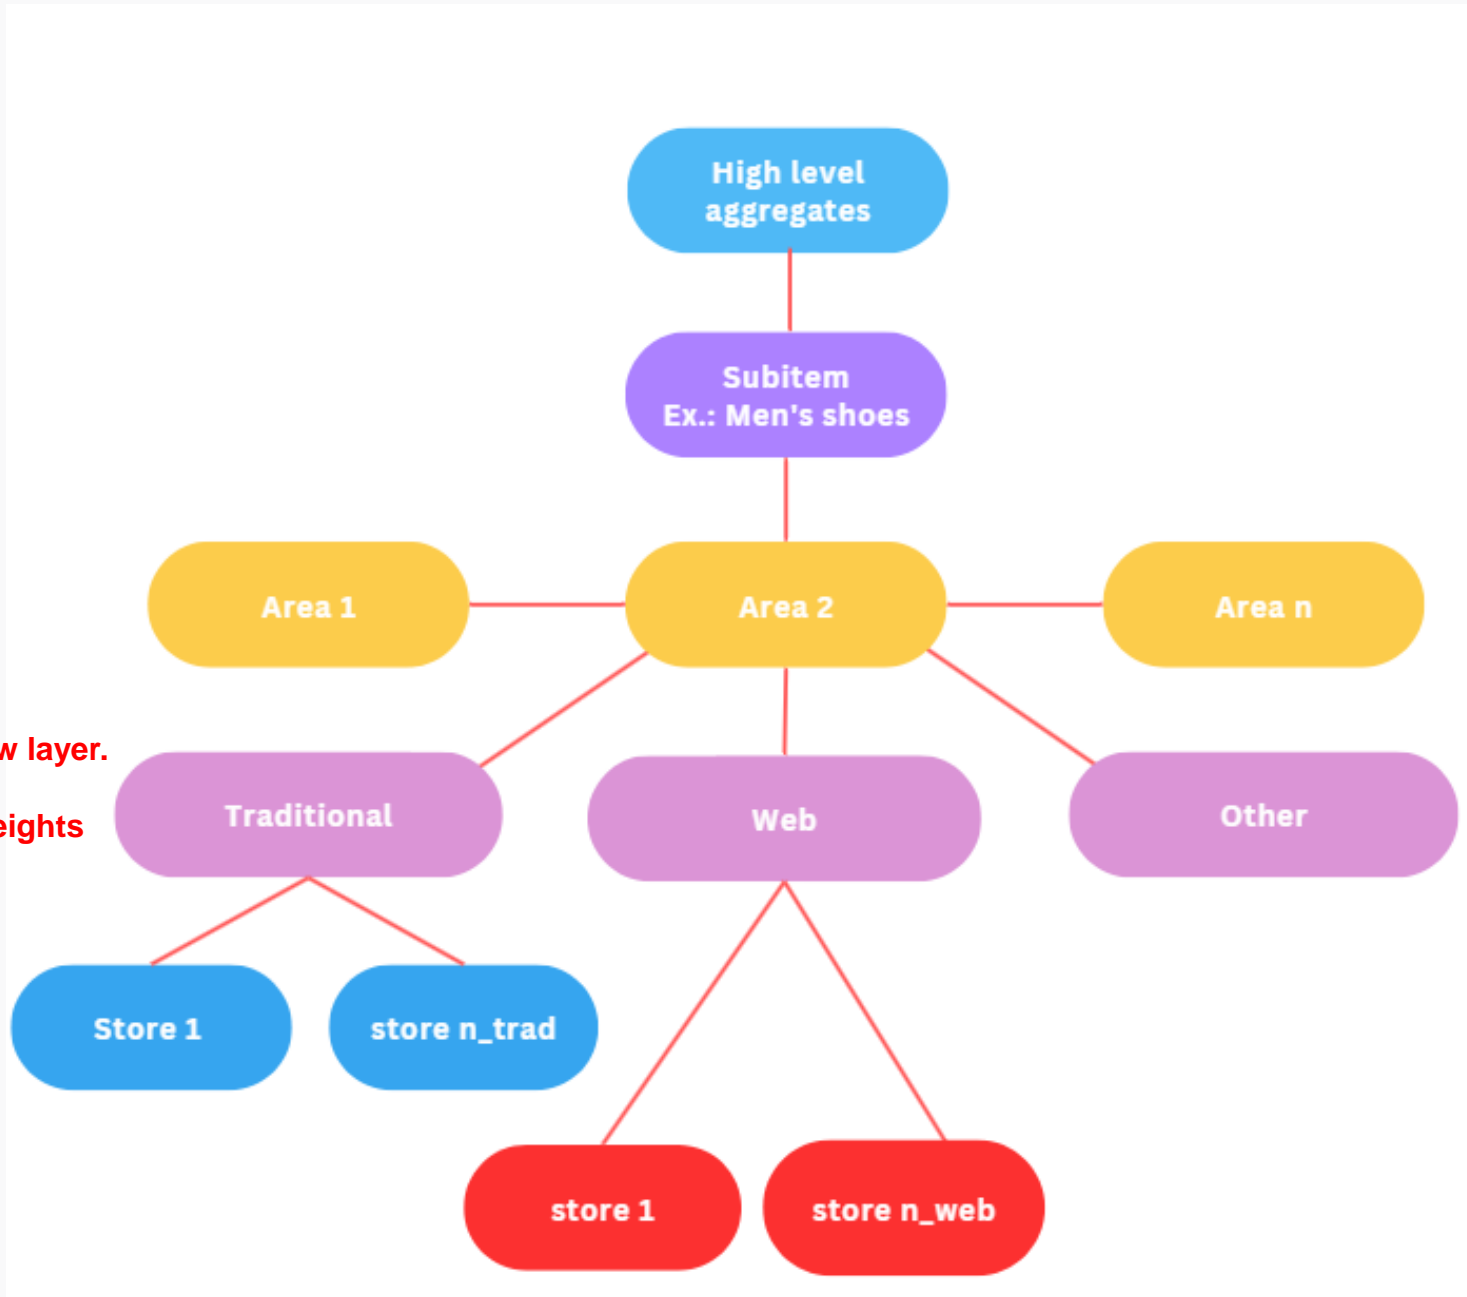 High level
aggregates
Subitem
Ex.: Men's shoes
Area 1
Area 2
Area n
layer.
Traditional
Web
Other
Store 1
store n_trad
store 1
store n_web